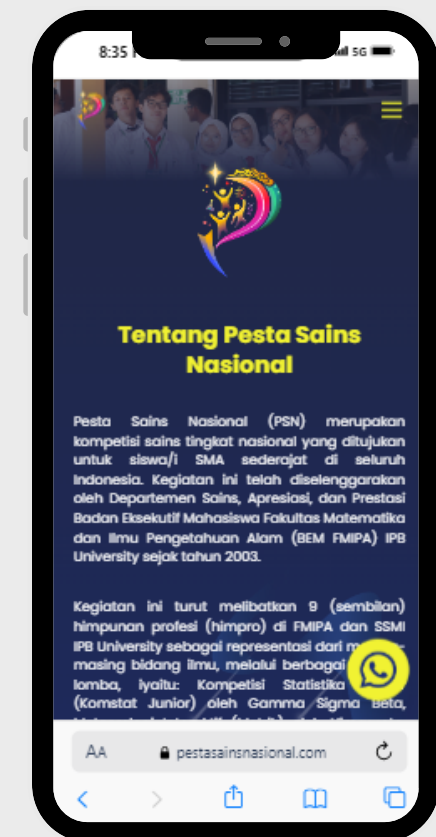 8:35
5G
Tentang Pesta Sains
Nasional
Pesta Sains Nasional (PSN) merupakan
kompetisi sains tingkat nasional yang ditujukan
untuk siswa/i SMA sederajat di seluruh
Indonesia. Kegiatan ini telah diselenggarakan
oleh Departemen Sains, Apresiasi, dan Prestasi
Badan Eksekutif Mahasiswa Fakultas Matematika
dan Ilmu Pengetahuan Alam (BEM FMIPA) IPB
University sejak tahun 2003.
Kegiatan ini turut melibatkan 9 (sembilan)
himpunan profesi (himpro) di FMIPA dan SSMI
IPB University sebagai representasi dari
masing bidang ilmu, melalui berbagai
lomba, iyaitu: Kompetisi Statistika
(Komstat Junior) oleh Gamma Sigma Beta,
AA
pestasainsnasional.com